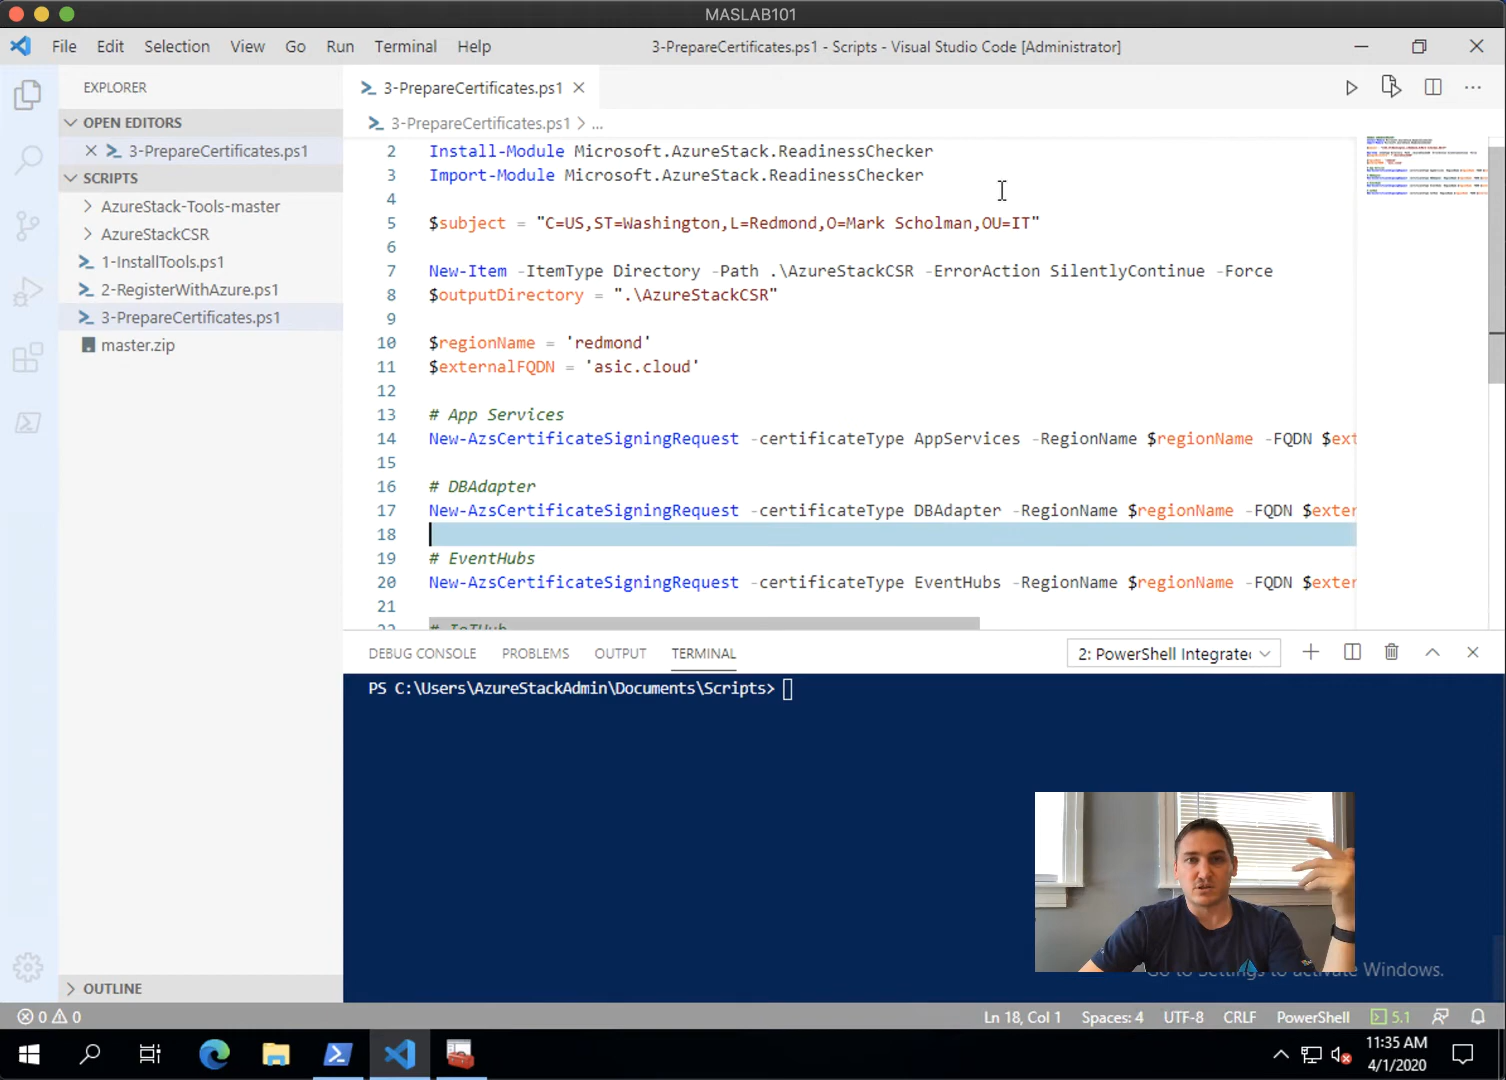 MASLAB101
File Edit Selection View Go Run Terminal Help
3-PrepareCertificates.ps1 - Scripts - Visual Studio Code [Administrator]
EXPLORER
OPEN EDITORS
3-PrepareCertificates.ps1
SCRIPTS
AzureStack-Tools-master
AzureStackCSR
1-InstallTools.ps1
2-RegisterWithAzure.ps1
3-PrepareCertificates.ps1
master.zip
OUTLINE
3-PrepareCertificates.ps1
3-PrepareCertificates.ps1 > ...
2 Install-Module Microsoft.AzureStack.ReadinessChecker
3 Import-Module Microsoft.AzureStack.ReadinessChecker
4
5 $subject = "C=US,ST=Washington,L=Redmond,O=Mark Scholman,OU=IT"
6
7 New-Item -ItemType Directory -Path .\AzureStackCSR -ErrorAction SilentlyContinue -Force
8 $outputDirectory = ".\AzureStackCSR"
9
10 $regionName = 'redmond'
11 $externalFQDN = 'asic.cloud'
12
13 # App Services
14 New-AzsCertificateSigningRequest -certificateType AppServices -RegionName $regionName -FQDN $ext
15
16 # DBAdapter
17 New-AzsCertificateSigningRequest -certificateType DBAdapter -RegionName $regionName -FQDN $exter
18
19 # EventHubs
20 New-AzsCertificateSigningRequest -certificateType EventHubs -RegionName $regionName -FQDN $exter
21
22 # IoTHub
DEBUG CONSOLE PROBLEMS OUTPUT TERMINAL
2: PowerShell Integrate
PS C:\Users\AzureStackAdmin\Documents\Scripts>
Go to Settings to activate Windows.
0 0
Ln 18, Col 1 Spaces: 4 UTF-8 CRLF PowerShell 5.1
11:35 AM
4/1/2020